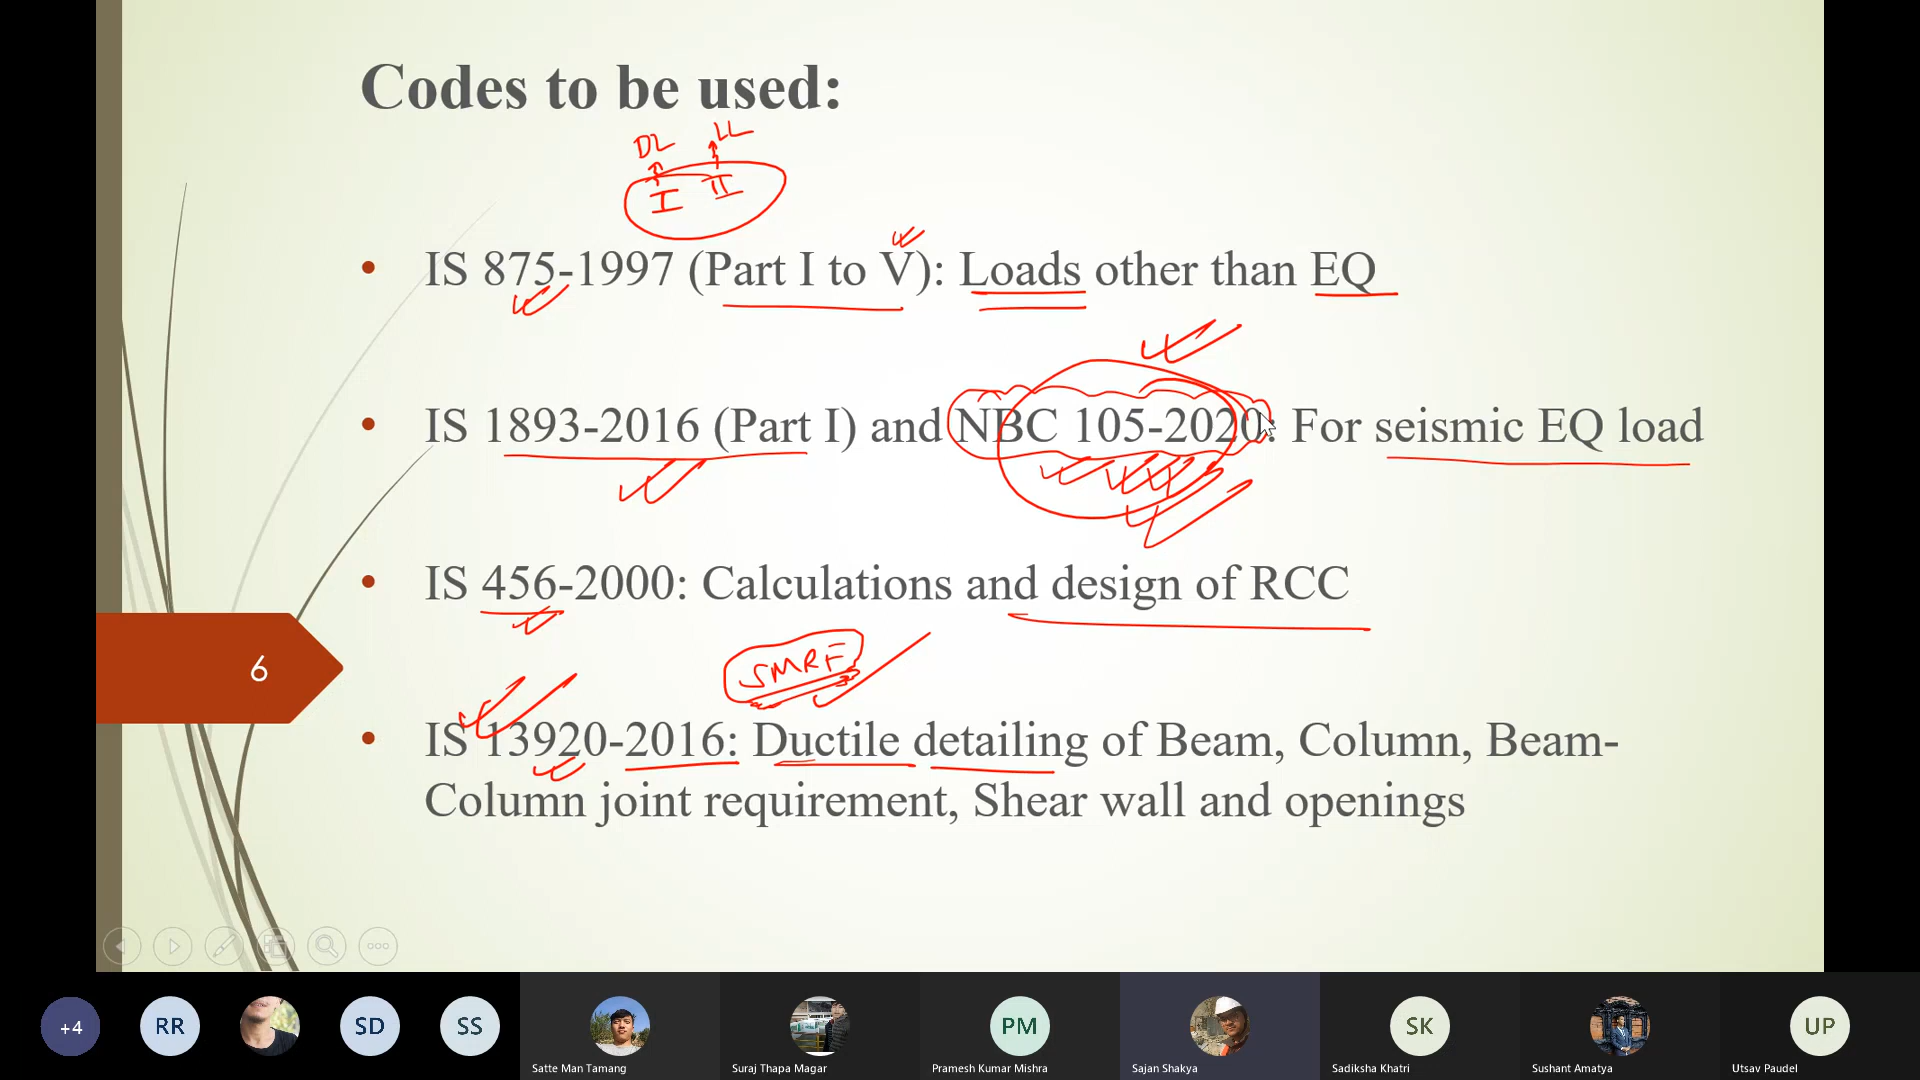 Codes to be used:
DL LL
I II
• IS 875-1997 (Part I to V): Loads other than EQ
• IS 1893-2016 (Part I) and NBC 105-2020: For seismic EQ load
• IS 456-2000: Calculations and design of RCC
6
SMRF
• IS 13920-2016: Ductile detailing of Beam, Column, Beam-
Column joint requirement, Shear wall and openings
+4 RR SD SS PM SK UP
Satte Man Tamang Suraj Thapa Magar Pramesh Kumar Mishra Sajan Shakya Sadiksha Khatri Sushant Amatya Utsav Paudel